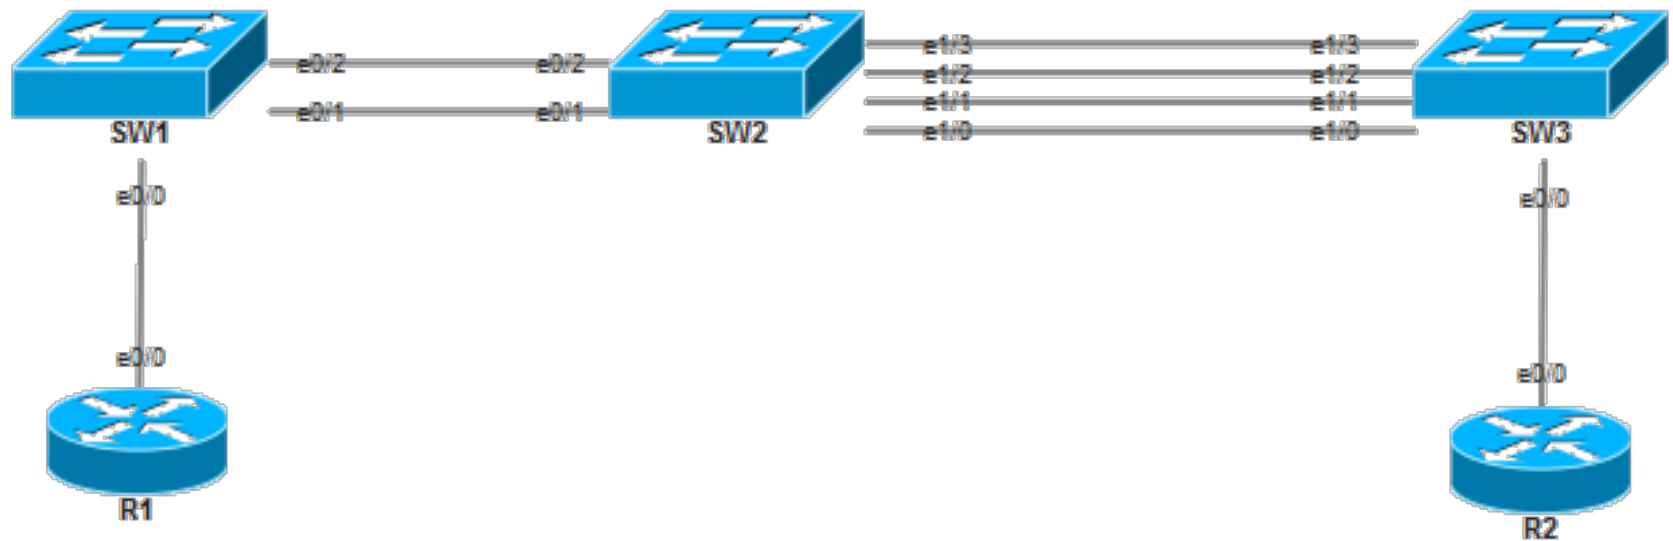 e0/2 e0/2
e0/1 e0/1
e1/3 e1/3
e1/2 e1/2
e1/1 e1/1
e1/0 e1/0
SW1 SW2 SW3
e0/0 e0/0
e0/0 e0/0
R1 R2